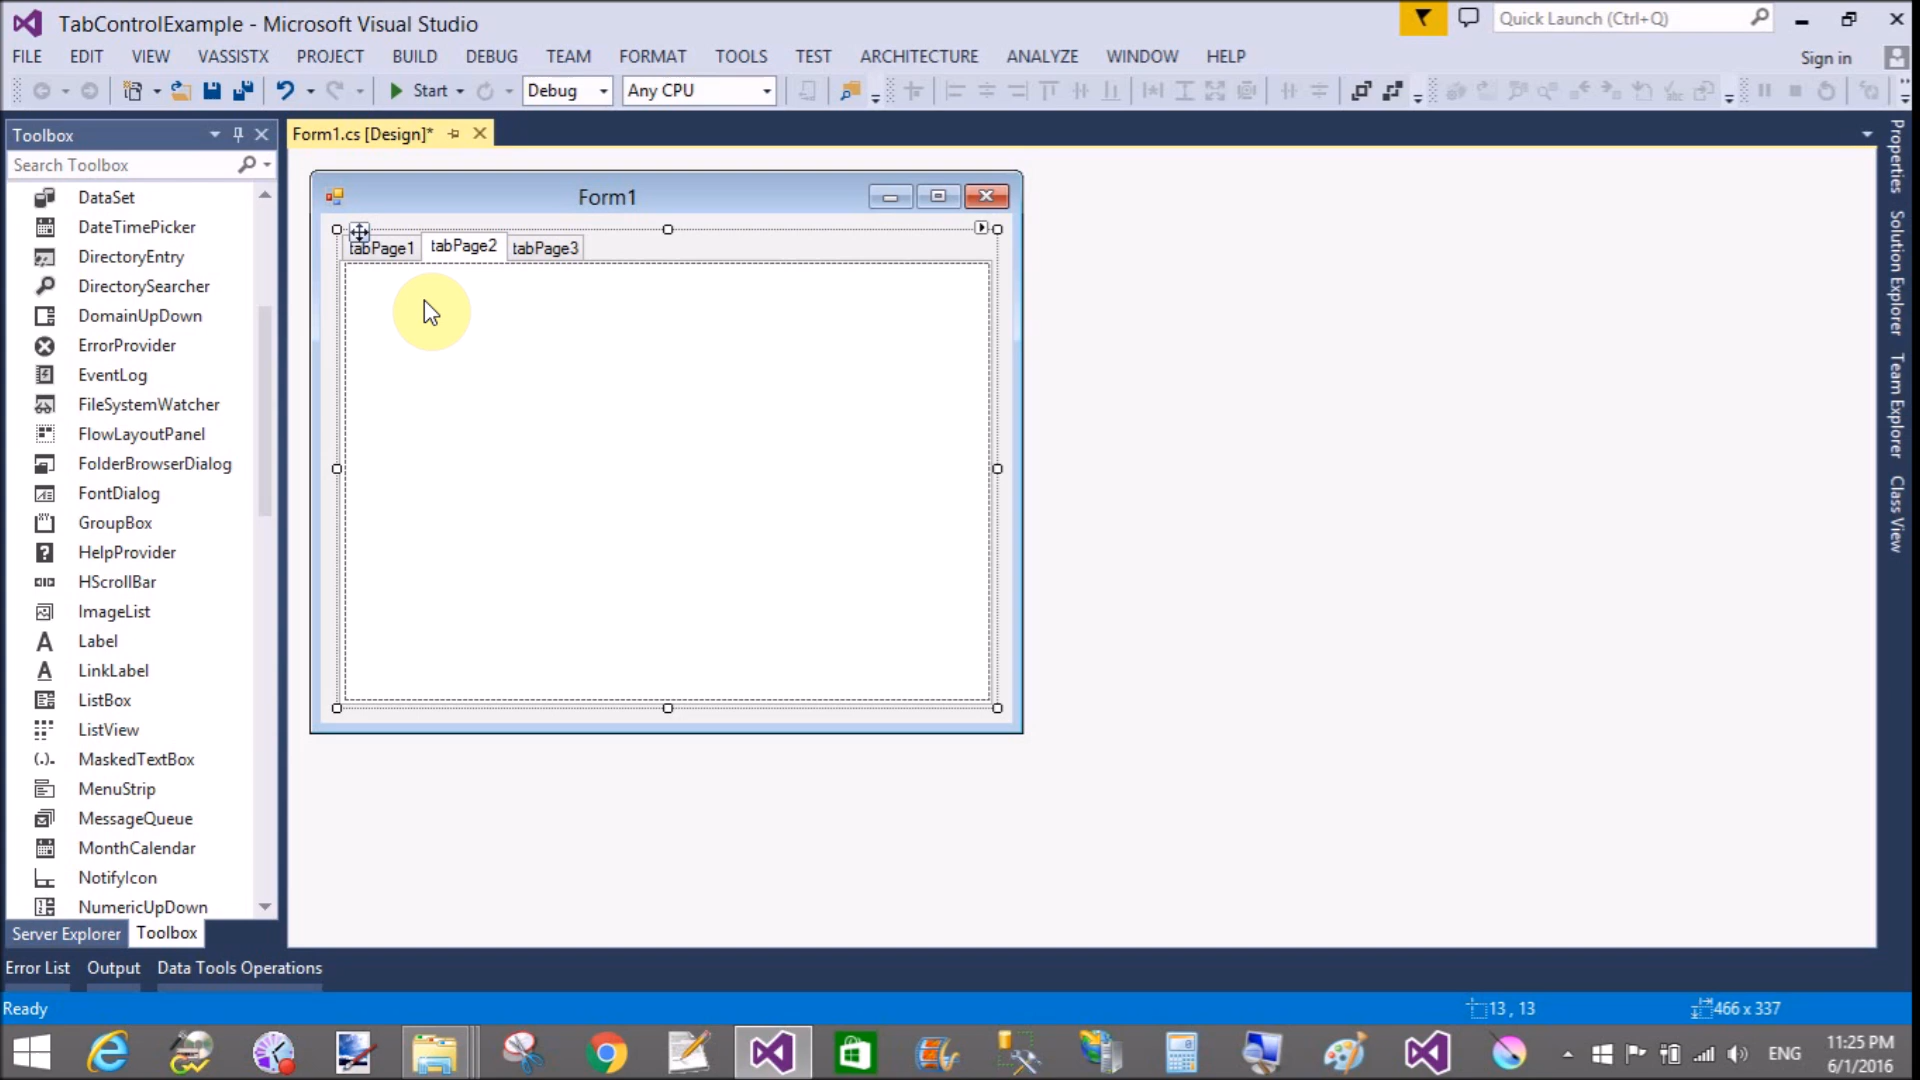 TabControlExample - Microsoft Visual Studio
Quick Launch (Ctrl+Q)
FILE EDIT VIEW VASSISTX PROJECT BUILD DEBUG TEAM FORMAT TOOLS TEST ARCHITECTURE ANALYZE WINDOW HELP
Sign in
Start
Debug
Any CPU
Toolbox
Form1.cs [Design]*
Search Toolbox
DataSet
DateTimePicker
DirectoryEntry
DirectorySearcher
DomainUpDown
ErrorProvider
EventLog
FileSystemWatcher
FlowLayoutPanel
FolderBrowserDialog
FontDialog
GroupBox
HelpProvider
HScrollBar
ImageList
Label
LinkLabel
ListBox
ListView
MaskedTextBox
MenuStrip
MessageQueue
MonthCalendar
NotifyIcon
NumericUpDown
Server Explorer Toolbox
Form1
tabPage1 tabPage2 tabPage3
Properties
Solution Explorer
Team Explorer
Class View
Error List Output Data Tools Operations
Ready
13 , 13
466 x 337
ENG
11:25 PM
6/1/2016